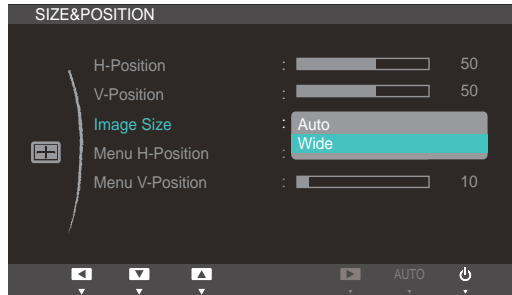 SIZE&POSITION
H-Position : 50
V-Position : 50
Image Size : Auto
Wide
Menu H-Position :
Menu V-Position : 10
AUTO